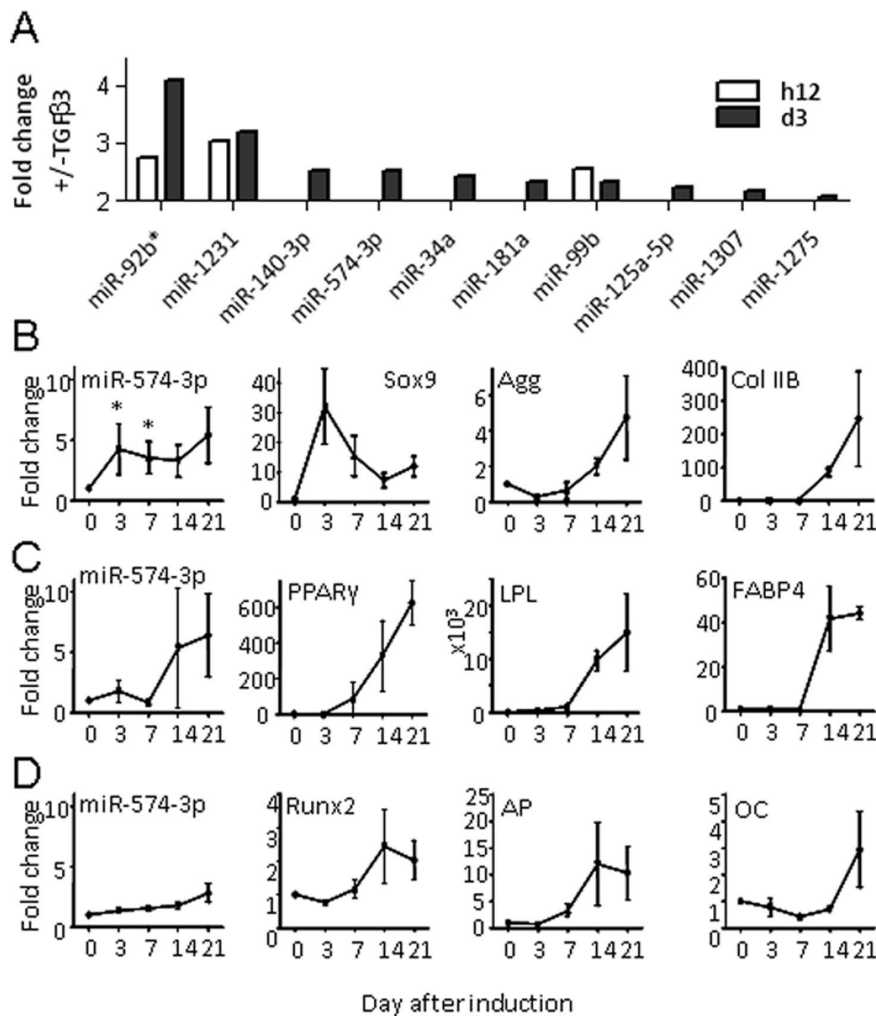 A
Fold change
+/-TGFβ3
4
3
2
h12
d3
miR-92b*
miR-1231
miR-140-3p
miR-574-3p
miR-34a
miR-181a
miR-99b
miR-125a-5p
miR-1307
miR-1275
B
Fold change
10
5
0
miR-574-3p
*
*
0 3 7 14 21
40
30
20
10
0
Sox9
0 3 7 14 21
6
4
2
0
Agg
0 3 7 14 21
400
300
200
100
0
Col IIB
0 3 7 14 21
C
Fold change
10
5
0
miR-574-3p
0 3 7 14 21
600
400
200
0
PPARγ
0 3 7 14 21
x10³
20
10
0
LPL
0 3 7 14 21
60
40
20
0
FABP4
0 3 7 14 21
D
Fold change
10
5
0
miR-574-3p
0 3 7 14 21
4
3
2
1
0
Runx2
0 3 7 14 21
25
20
15
10
5
0
AP
0 3 7 14 21
5
4
3
2
1
0
OC
0 3 7 14 21
Day after induction